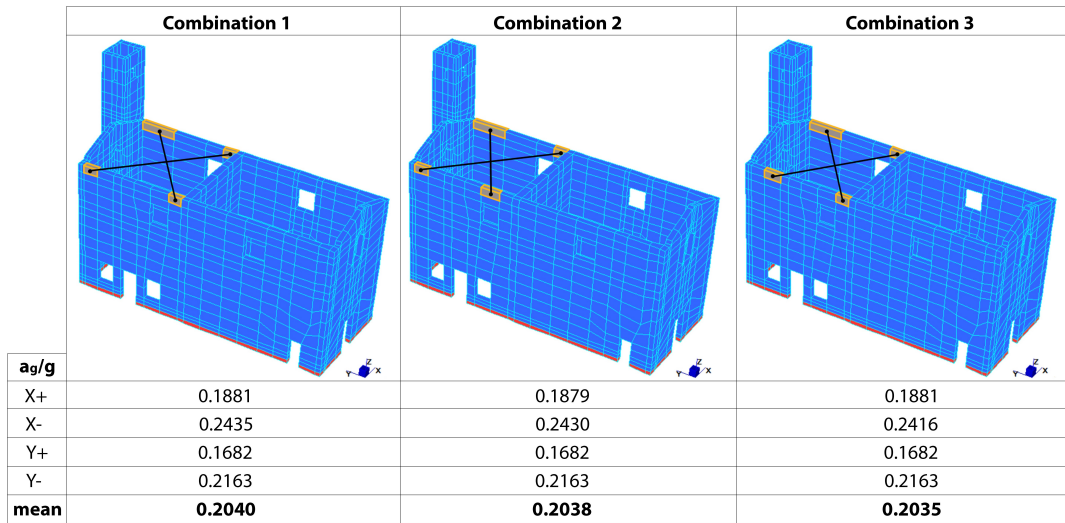 Combination 1 Combination 2 Combination 3
Z Y X Z Y X Z Y X
ag/g
X+ 0.1881 0.1879 0.1881
X- 0.2435 0.2430 0.2416
Y+ 0.1682 0.1682 0.1682
Y- 0.2163 0.2163 0.2163
mean 0.2040 0.2038 0.2035